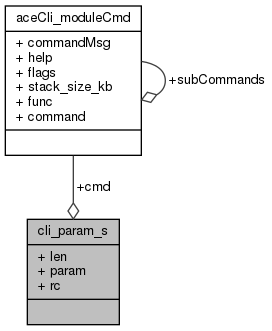 aceCli_moduleCmd
+ commandMsg
+ help
+ flags
+ stack_size_kb
+ func
+ command
+subCommands
+cmd
cli_param_s
+ len
+ param
+ rc